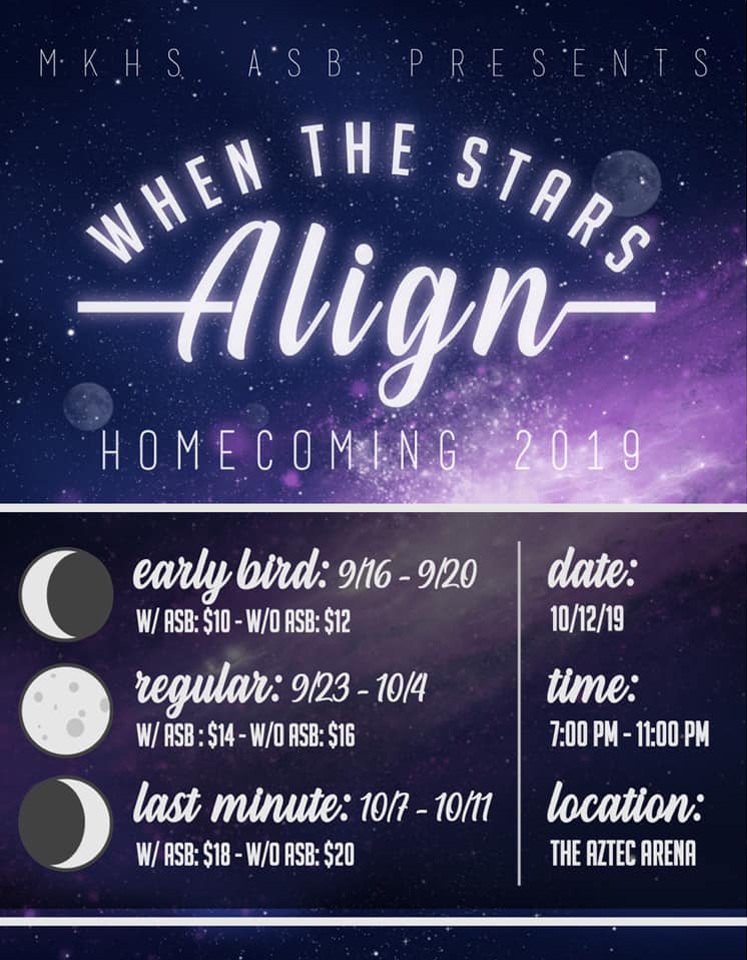 MKHS ASB PRESENTS
WHEN THE STARS
Align
HOMECOMING 2019
early bird: 9/16 - 9/20
W/ ASB: $10 - W/O ASB: $12
regular: 9/23 - 10/4
W/ ASB : $14 - W/O ASB: $16
last minute: 10/7 - 10/11
W/ ASB: $18 - W/O ASB: $20
date:
10/12/19
time:
7:00 PM - 11:00 PM
location:
THE AZTEC ARENA